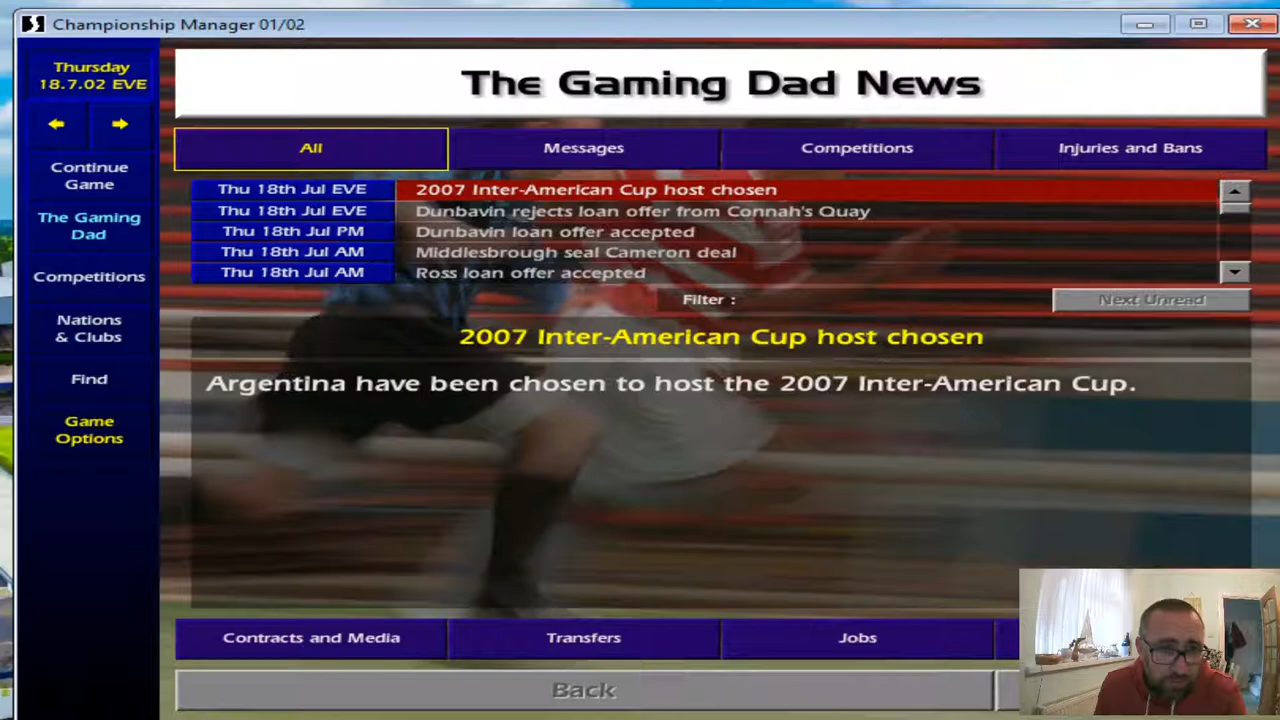 Championship Manager 01/02
Thursday
18.7.02 EVE
Continue
Game
The Gaming
Dad
Competitions
Nations
& Clubs
Find
Game
Options
The Gaming Dad News
All
Messages
Competitions
Injuries and Bans
Thu 18th Jul EVE 2007 Inter-American Cup host chosen
Thu 18th Jul EVE Dunbavin rejects loan offer from Connah's Quay
Thu 18th Jul PM Dunbavin loan offer accepted
Thu 18th Jul AM Middlesbrough seal Cameron deal
Thu 18th Jul AM Ross loan offer accepted
Filter :
Next Unread
2007 Inter-American Cup host chosen
Argentina have been chosen to host the 2007 Inter-American Cup.
Contracts and Media
Transfers
Jobs
Back